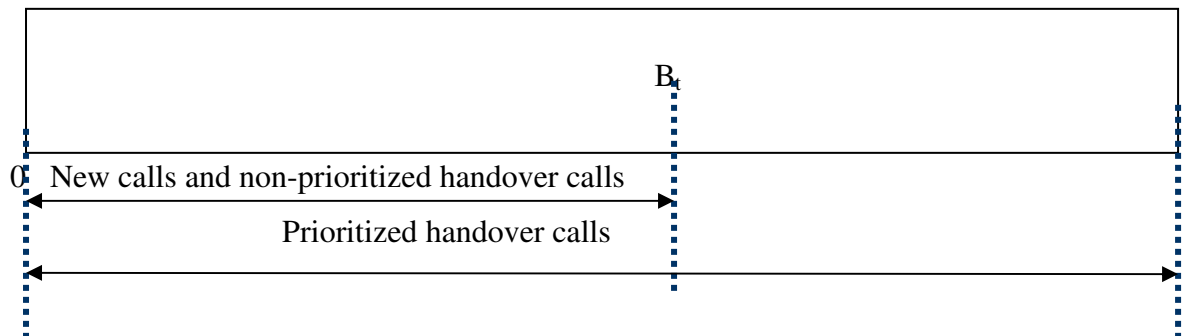 Bt
0 New calls and non-prioritized handover calls
Prioritized handover calls